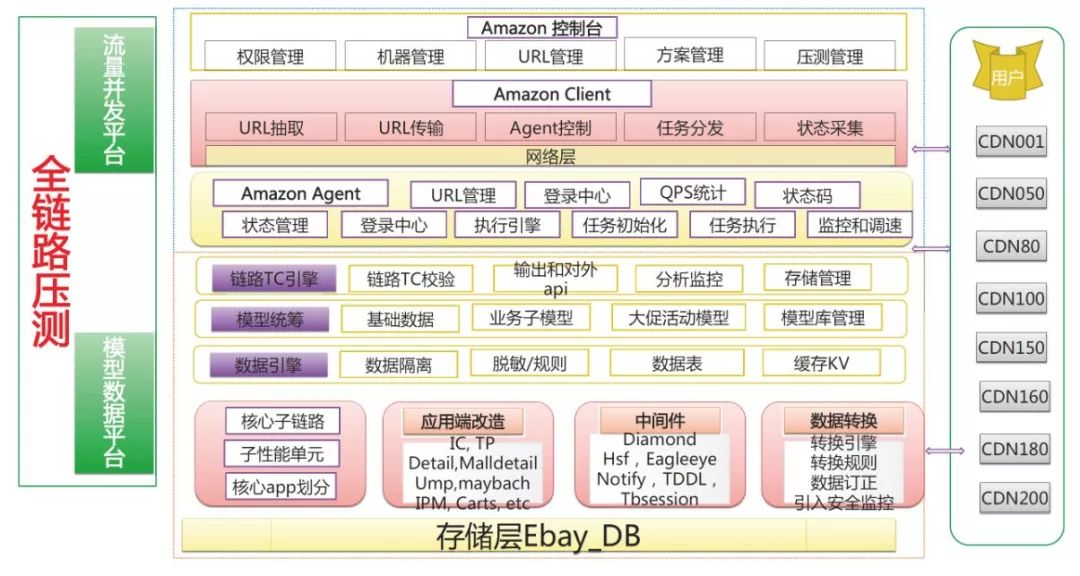 全链路压测
流量并发平台
模型数据平台
Amazon 控制台
权限管理
机器管理
URL管理
方案管理
压测管理
Amazon Client
URL抽取
URL传输
Agent控制
任务分发
状态采集
网络层
Amazon Agent
URL管理
登录中心
QPS统计
状态码
状态管理
登录中心
执行引擎
任务初始化
任务执行
监控和调速
链路TC引擎
链路TC校验
输出和对外
api
分析监控
存储管理
模型统筹
基础数据
业务子模型
大促活动模型
模型库管理
数据引擎
数据隔离
脱敏/规则
数据表
缓存KV
核心子链路
子性能单元
核心app划分
应用端改造
IC, TP
Detail,Malldetail
Ump,maybach
IPM, Carts, etc
中间件
Diamond
Hsf，Eagleeye
Notify，TDDL，
Tbsession
数据转换
转换引擎
转换规则
数据订正
引入安全监控
存储层Ebay_DB
用户
CDN001
CDN050
CDN80
CDN100
CDN150
CDN160
CDN180
CDN200